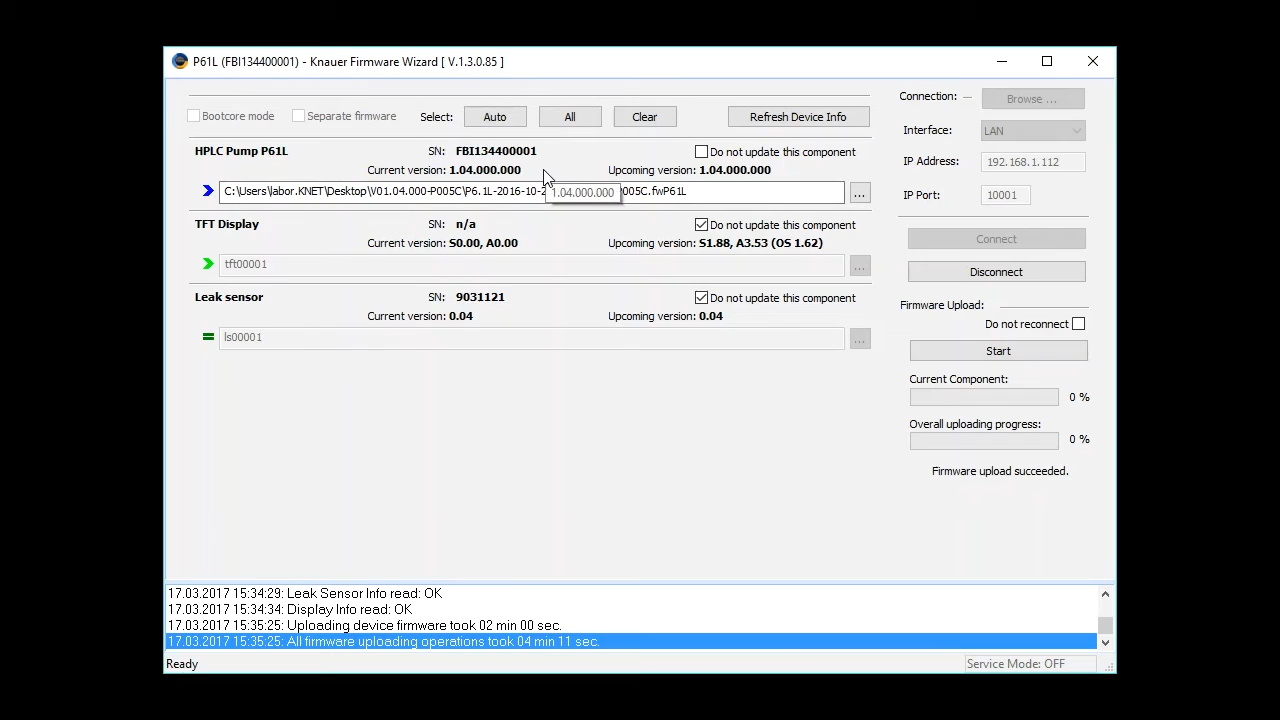 P61L (FBI134400001) - Knauer Firmware Wizard [ V.1.3.0.85 ]
Bootcore mode Separate firmware Select: Auto All Clear Refresh Device Info
HPLC Pump P61L SN: FBI134400001 Do not update this component
Current version: 1.04.000.000 Upcoming version: 1.04.000.000
C:\Users\labor.KNET\Desktop\V01.04.000-P005C\P6.1L-2016-10-2 005C.fwP61L ...
1.04.000.000
TFT Display SN: n/a Do not update this component
Current version: S0.00, A0.00 Upcoming version: S1.88, A3.53 (OS 1.62)
tft00001 ...
Leak sensor SN: 9031121 Do not update this component
Current version: 0.04 Upcoming version: 0.04
ls00001 ...
Connection: Browse ...
Interface: LAN
IP Address: 192.168.1.112
IP Port: 10001
Connect
Disconnect
Firmware Upload:
Do not reconnect
Start
Current Component:
0 %
Overall uploading progress:
0 %
Firmware upload succeeded.
17.03.2017 15:34:29: Leak Sensor Info read: OK
17.03.2017 15:34:34: Display Info read: OK
17.03.2017 15:35:25: Uploading device firmware took 02 min 00 sec.
17.03.2017 15:35:25: All firmware uploading operations took 04 min 11 sec.
Ready Service Mode: OFF